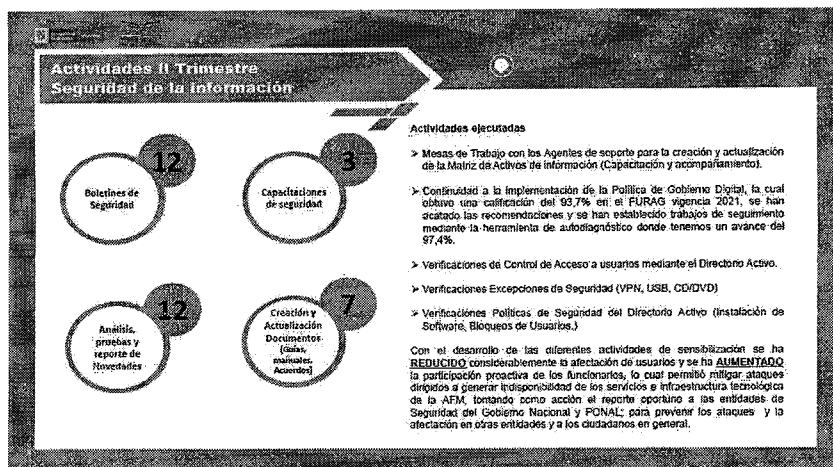 Actividades II Trimestre
Seguridad de la Información
12
Boletines de
Seguridad
3
Capacitaciones
de seguridad
12
Análisis,
pruebas y
reporte de
Novedades
7
Creación y
Actualización
Documentos
(Guías,
manuales,
Acuerdos)
Actividades ejecutadas
➢ Mesas de Trabajo con los Agentes de soporte para la creación y actualización
de la Matriz de Activos de Información (Capacitación y acompañamiento).
➢ Continuidad a la Implementación de la Política de Gobierno Digital, la cual
obtuvo una calificación del 93,7% en el FURAG vigencia 2021, se han
acatado las recomendaciones y se han establecido trabajos de seguimiento
mediante la herramienta de autodiagnóstico donde tenemos un avance del
97,4%.
➢ Verificaciones de Control de Acceso a usuarios mediante el Directorio Activo.
➢ Verificaciones Excepciones de Seguridad (VPN, USB, CD/DVD)
➢ Verificaciones Políticas de Seguridad del Directorio Activo (Instalación de
Software, Bloqueos de Usuarios.)
Con el desarrollo de las diferentes actividades de sensibilización se ha
REDUCIDO considerablemente la afectación de usuarios y se ha AUMENTADO
la participación proactiva de los funcionarios, lo cual permitió mitigar ataques
dirigidos a generar indisponibilidad de los servicios e infraestructura tecnológica
de la AFM, tomando como acción el reporte oportuno a las entidades de
Seguridad del Gobierno Nacional y PONAL; para prevenir los ataques y la
afectación en otras entidades y a los ciudadanos en general.